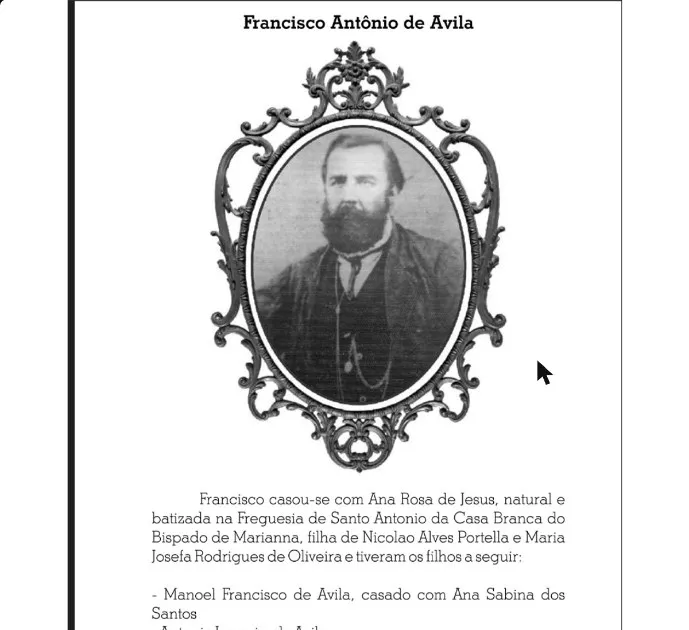 Francisco Antônio de Avila
Francisco casou-se com Ana Rosa de Jesus, natural e
batizada na Freguesia de Santo Antonio da Casa Branca do
Bispado de Marianna, filha de Nicolao Alves Portella e Maria
Josefa Rodrigues de Oliveira e tiveram os filhos a seguir:
- Manoel Francisco de Avila, casado com Ana Sabina dos
Santos